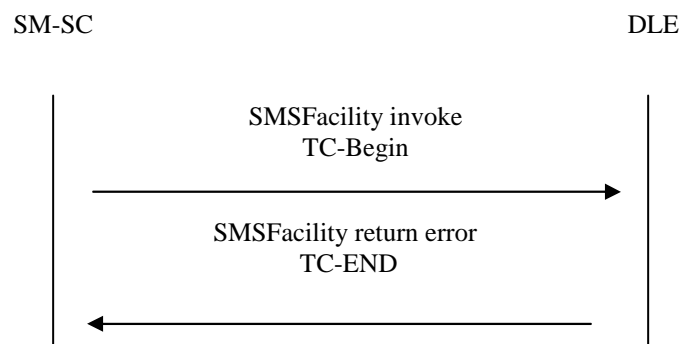 SM-SC DLE
SMSFacility invoke
TC-Begin
SMSFacility return error
TC-END